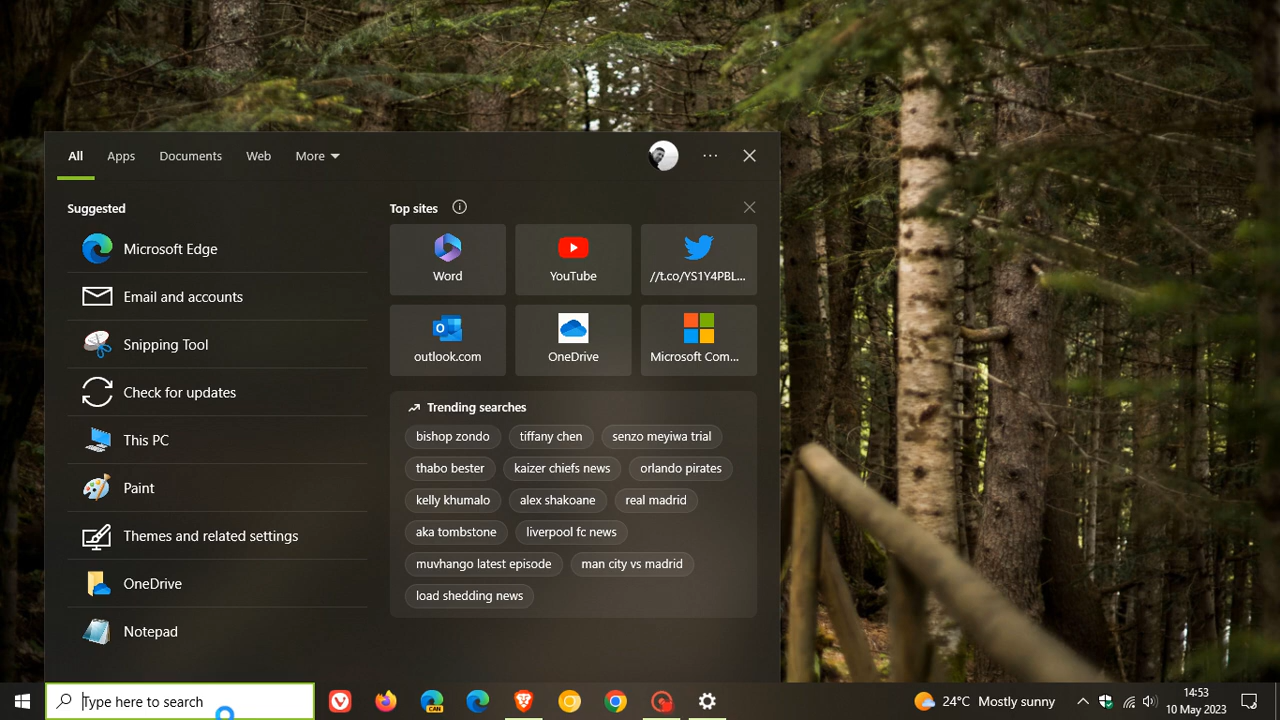 All Apps Documents Web More
Suggested
Microsoft Edge
Email and accounts
Snipping Tool
Check for updates
This PC
Paint
Themes and related settings
OneDrive
Notepad
Top sites
Word YouTube //t.co/YS1Y4PBL...
outlook.com OneDrive Microsoft Com...
Trending searches
bishop zondo tiffany chen senzo meyiwa trial
thabo bester kaizer chiefs news orlando pirates
kelly khumalo alex shakoane real madrid
aka tombstone liverpool fc news
muvhango latest episode man city vs madrid
load shedding news
Type here to search
CAN
24°C Mostly sunny
14:53
10 May 2023